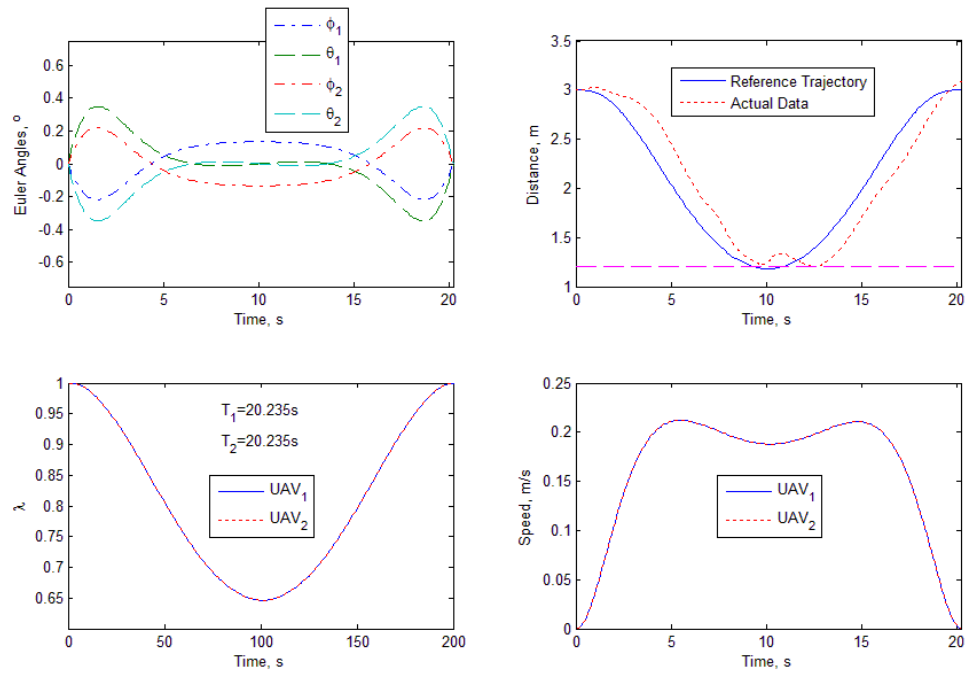 ϕ1
θ1
ϕ2
θ2
Euler Angles, º
0.6
0.4
0.2
0
-0.2
-0.4
-0.6
0 5 10 15 20
Time, s
Reference Trajectory
Actual Data
Distance, m
3.5
3
2.5
2
1.5
1
0 5 10 15 20
Time, s
T1=20.235s
T2=20.235s
UAV1
UAV2
λ
1
0.95
0.9
0.85
0.8
0.75
0.7
0.65
0 50 100 150 200
Time, s
UAV1
UAV2
Speed, m/s
0.25
0.2
0.15
0.1
0.05
0
0 5 10 15 20
Time, s